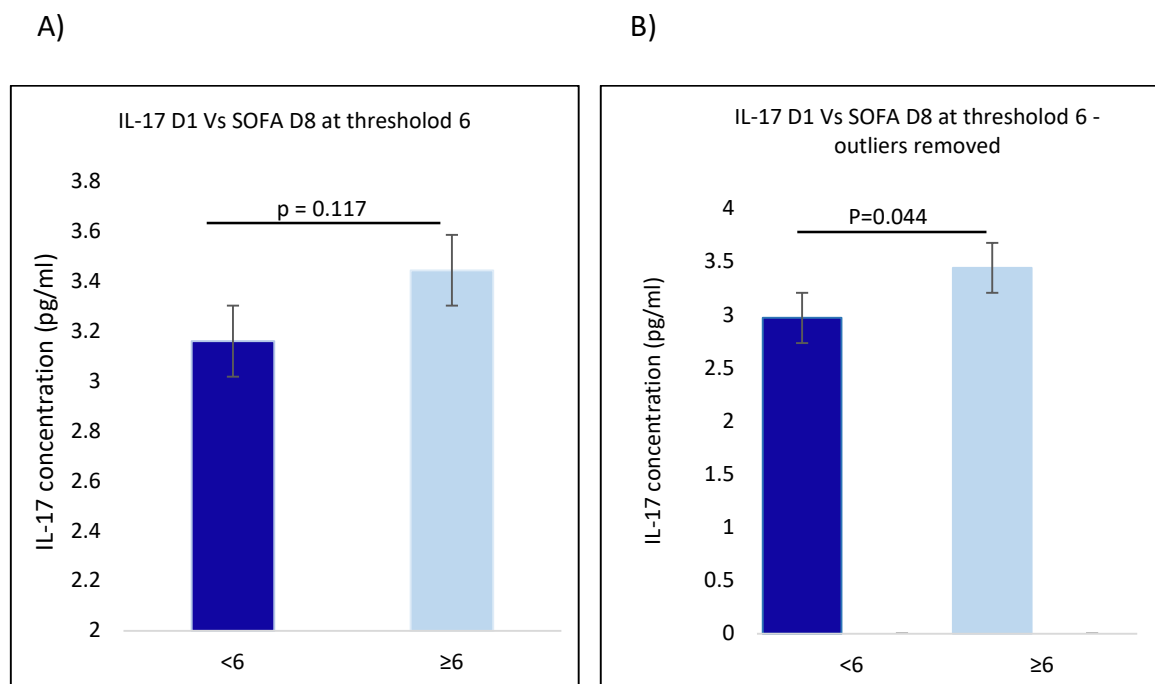 A)
B)
IL-17 D1 Vs SOFA D8 at thresholod 6
3.8
3.6
3.4
3.2
3
2.8
2.6
2.4
2.2
2
IL-17 concentration (pg/ml)
p = 0.117
<6
≥6
IL-17 D1 Vs SOFA D8 at thresholod 6 -
outliers removed
4
3.5
3
2.5
2
1.5
1
0.5
0
IL-17 concentration (pg/ml)
P=0.044
<6
≥6